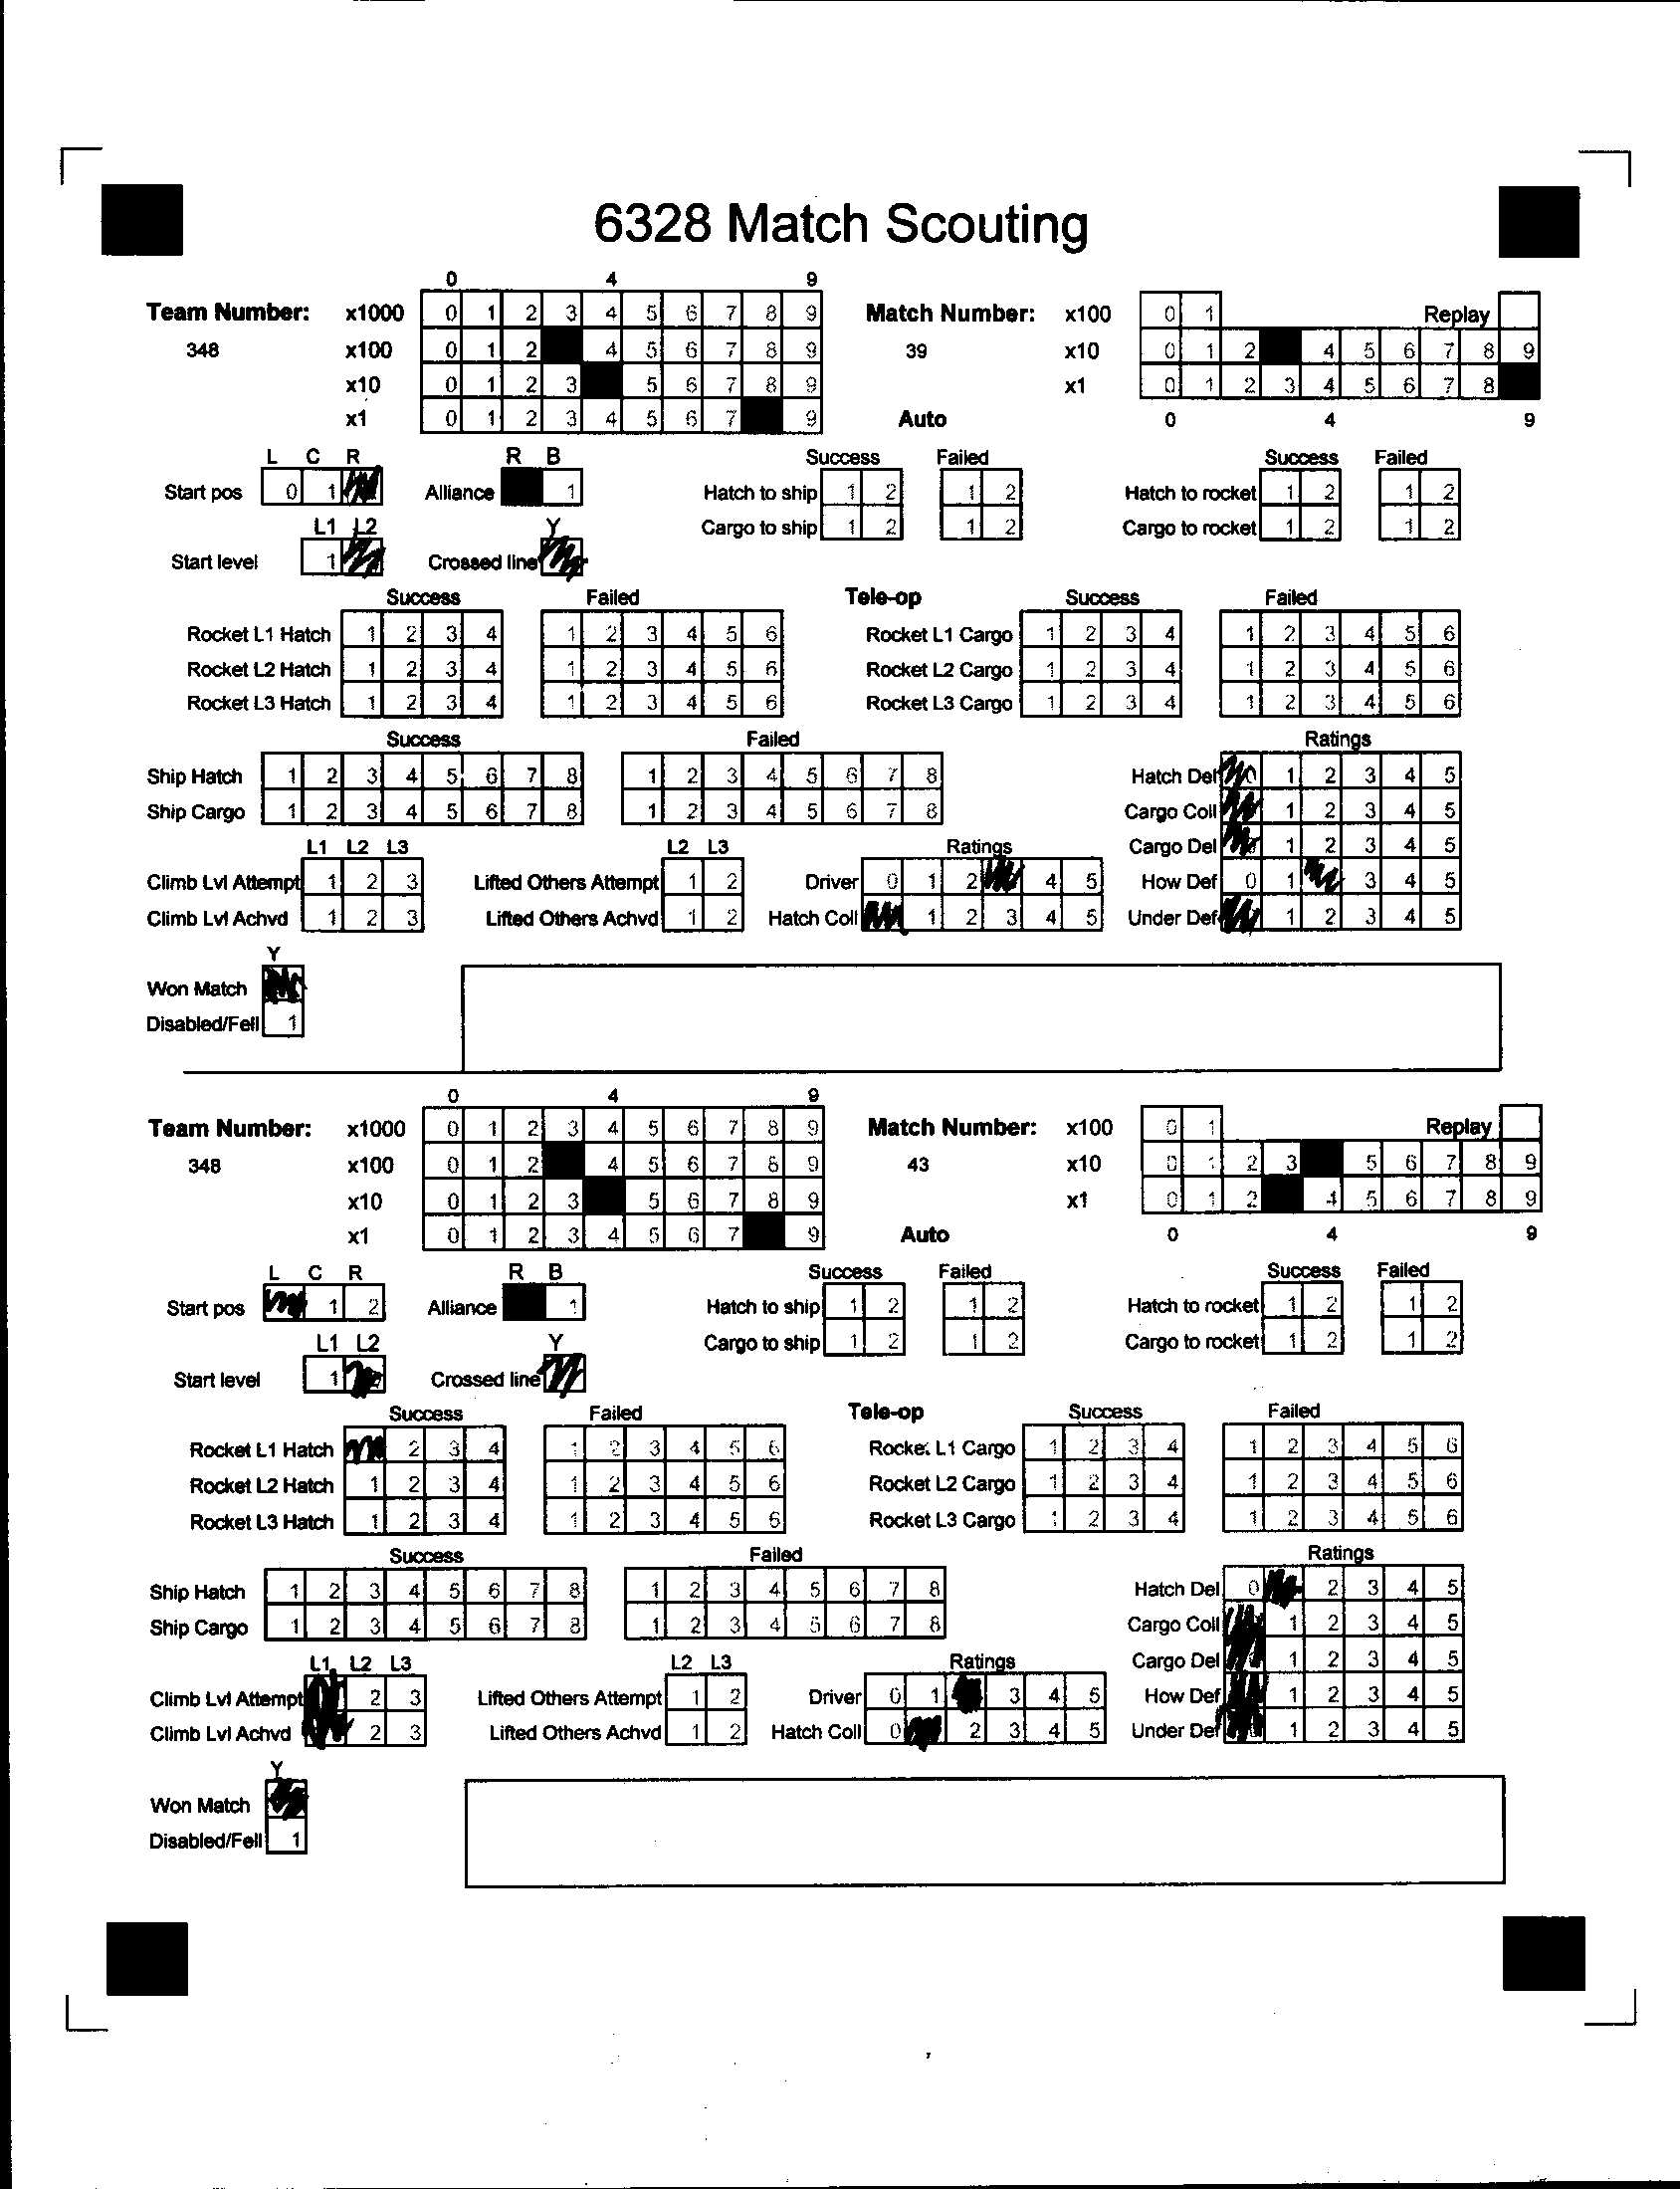 6328 Match Scouting
0 4 9
Team Number: x1000 0 1 2 3 4 5 6 7 8 9 Match Number: x100 0 1 Replay
348 x100 0 1 2 4 5 6 7 8 9 39 x10 0 1 2 4 5 6 7 8 9
x10 0 1 2 3 5 6 7 8 9 x1 0 1 2 3 4 5 6 7 8
x1 0 1 2 3 4 5 6 7 9 Auto 0 4 9
L C R R B Success Failed Success Failed
Start pos 0 1 Alliance 1 Hatch to ship 1 2 1 2 Hatch to rocket 1 2 1 2
L1 L2 Y Cargo to ship 1 2 1 2 Cargo to rocket 1 2 1 2
Start level 1 Crossed line
Success Failed Tele-op Success Failed
Rocket L1 Hatch 1 2 3 4 1 2 3 4 5 6 Rocket L1 Cargo 1 2 3 4 1 2 3 4 5 6
Rocket L2 Hatch 1 2 3 4 1 2 3 4 5 6 Rocket L2 Cargo 1 2 3 4 1 2 3 4 5 6
Rocket L3 Hatch 1 2 3 4 1 2 3 4 5 6 Rocket L3 Cargo 1 2 3 4 1 2 3 4 5 6
Success Failed Ratings
Ship Hatch 1 2 3 4 5 6 7 8 1 2 3 4 5 6 7 8 Hatch Del 0 1 2 3 4 5
Ship Cargo 1 2 3 4 5 6 7 8 1 2 3 4 5 6 7 8 Cargo Coll 1 2 3 4 5
L1 L2 L3 L2 L3 Ratings Cargo Del 1 2 3 4 5
Climb Lvl Attempt 1 2 3 Lifted Others Attempt 1 2 Driver 0 1 2 4 5 How Def 0 1 3 4 5
Climb Lvl Achvd 1 2 3 Lifted Others Achvd 1 2 Hatch Coll 1 2 3 4 5 Under Def 1 2 3 4 5
Y
Won Match
Disabled/Fell 1
0 4 9
Team Number: x1000 0 1 2 3 4 5 6 7 8 9 Match Number: x100 0 1 Replay
348 x100 0 1 2 4 5 6 7 8 9 43 x10 0 1 2 3 5 6 7 8 9
x10 0 1 2 3 5 6 7 8 9 x1 0 1 2 4 5 6 7 8 9
x1 0 1 2 3 4 5 6 7 9 Auto 0 4 9
L C R R B Success Failed Success Failed
Start pos 1 2 Alliance 1 Hatch to ship 1 2 1 2 Hatch to rocket 1 2 1 2
L1 L2 Y Cargo to ship 1 2 1 2 Cargo to rocket 1 2 1 2
Start level 1 Crossed line
Success Failed Tele-op Success Failed
Rocket L1 Hatch 2 3 4 1 2 3 4 5 6 Rocket L1 Cargo 1 2 3 4 1 2 3 4 5 6
Rocket L2 Hatch 1 2 3 4 1 2 3 4 5 6 Rocket L2 Cargo 1 2 3 4 1 2 3 4 5 6
Rocket L3 Hatch 1 2 3 4 1 2 3 4 5 6 Rocket L3 Cargo 1 2 3 4 1 2 3 4 5 6
Success Failed Ratings
Ship Hatch 1 2 3 4 5 6 7 8 1 2 3 4 5 6 7 8 Hatch Del 0 2 3 4 5
Ship Cargo 1 2 3 4 5 6 7 8 1 2 3 4 5 6 7 8 Cargo Coll 1 2 3 4 5
L1 L2 L3 L2 L3 Ratings Cargo Del 1 2 3 4 5
Climb Lvl Attempt 2 3 Lifted Others Attempt 1 2 Driver 0 1 3 4 5 How Def 1 2 3 4 5
Climb Lvl Achvd 2 3 Lifted Others Achvd 1 2 Hatch Coll 0 2 3 4 5 Under Def 1 2 3 4 5
Y
Won Match
Disabled/Fell 1